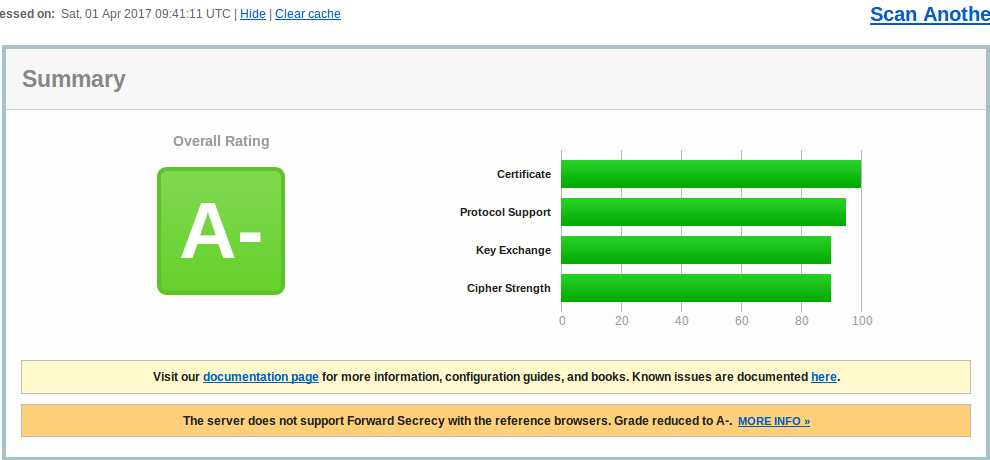 essed on: Sat, 01 Apr 2017 09:41:11 UTC | Hide | Clear cache
Scan Anothe
Summary
Overall Rating
A-
Certificate
Protocol Support
Key Exchange
Cipher Strength
0 20 40 60 80 100
Visit our documentation page for more information, configuration guides, and books. Known issues are documented here.
The server does not support Forward Secrecy with the reference browsers. Grade reduced to A-. MORE INFO »